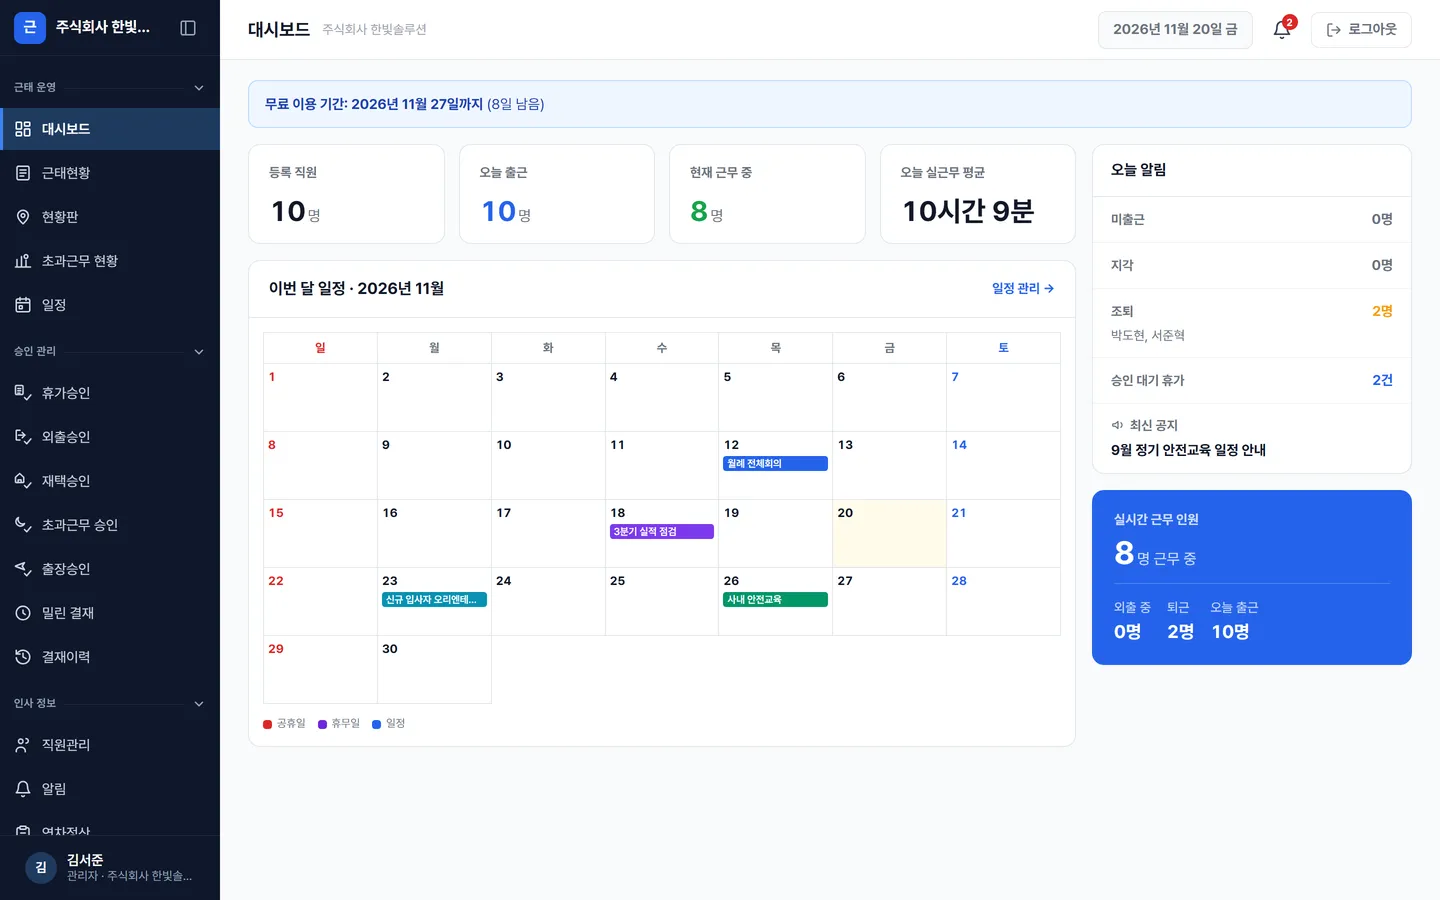 근 주식회사 한빛...
근태 운영
대시보드
근태현황
현황판
초과근무 현황
일정
승인 관리
휴가승인
외출승인
재택승인
초과근무 승인
출장승인
밀린 결재
결재이력
인사 정보
직원관리
알림
연차정산
김 김서준
관리자 · 주식회사 한빛솔...
대시보드 주식회사 한빛솔루션
2026년 11월 20일 금
2
로그아웃
무료 이용 기간: 2026년 11월 27일까지 (8일 남음)
등록 직원
10명
오늘 출근
10명
현재 근무 중
8명
오늘 실근무 평균
10시간 9분
이번 달 일정 · 2026년 11월
일정 관리 →
일 월 화 수 목 금 토
1 2 3 4 5 6 7
8 9 10 11 12 13 14
월례 전체회의
15 16 17 18 19 20 21
3분기 실적 점검
22 23 24 25 26 27 28
신규 입사자 오리엔테... 사내 안전교육
29 30
공휴일 휴무일 일정
오늘 알림
미출근 0명
지각 0명
조퇴 2명
박도현, 서준혁
승인 대기 휴가 2건
최신 공지
9월 정기 안전교육 일정 안내
실시간 근무 인원
8명 근무 중
외출 중 퇴근 오늘 출근
0명 2명 10명